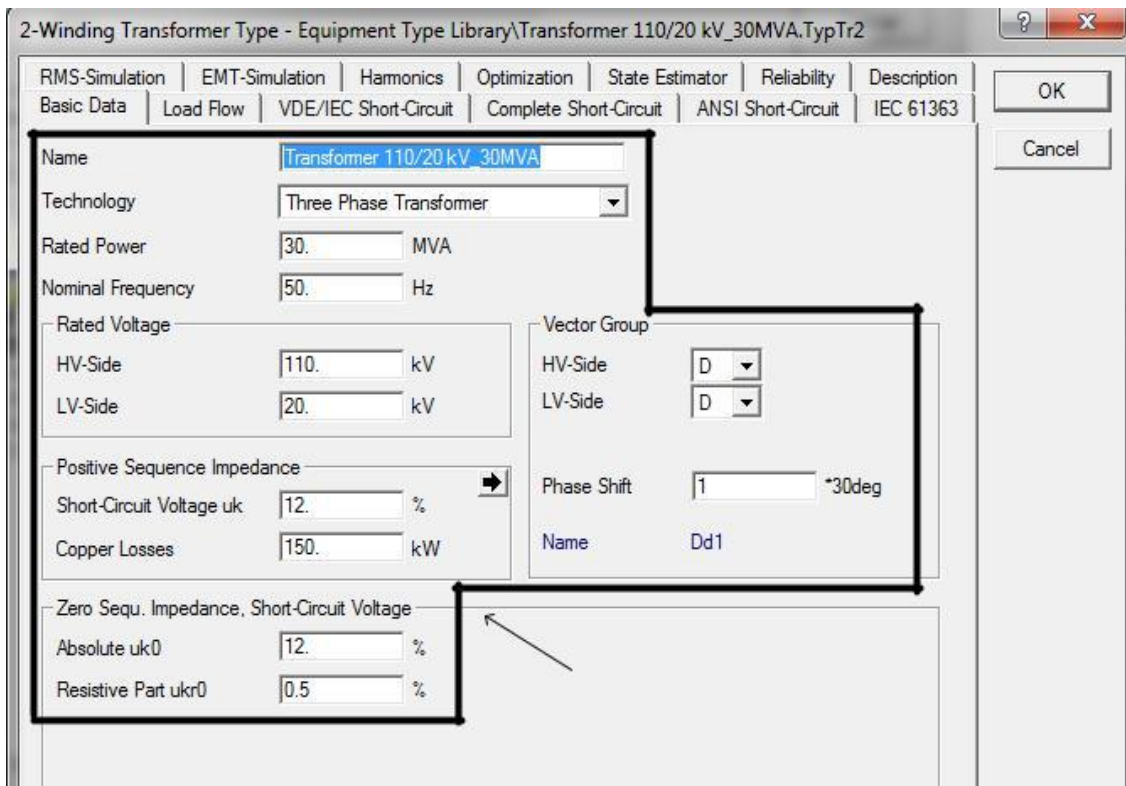 2-Winding Transformer Type - Equipment Type Library\Transformer 110/20 kV_30MVA.TypTr2
RMS-Simulation EMT-Simulation Harmonics Optimization State Estimator Reliability Description
Basic Data Load Flow VDE/IEC Short-Circuit Complete Short-Circuit ANSI Short-Circuit IEC 61363
OK
Cancel
Name Transformer 110/20 kV_30MVA
Technology Three Phase Transformer
Rated Power 30. MVA
Nominal Frequency 50. Hz
Rated Voltage
HV-Side 110. kV
LV-Side 20. kV
Vector Group
HV-Side D
LV-Side D
Phase Shift 1 *30deg
Name Dd1
Positive Sequence Impedance
Short-Circuit Voltage uk 12. %
Copper Losses 150. kW
Zero Sequ. Impedance, Short-Circuit Voltage
Absolute uk0 12. %
Resistive Part ukr0 0.5 %